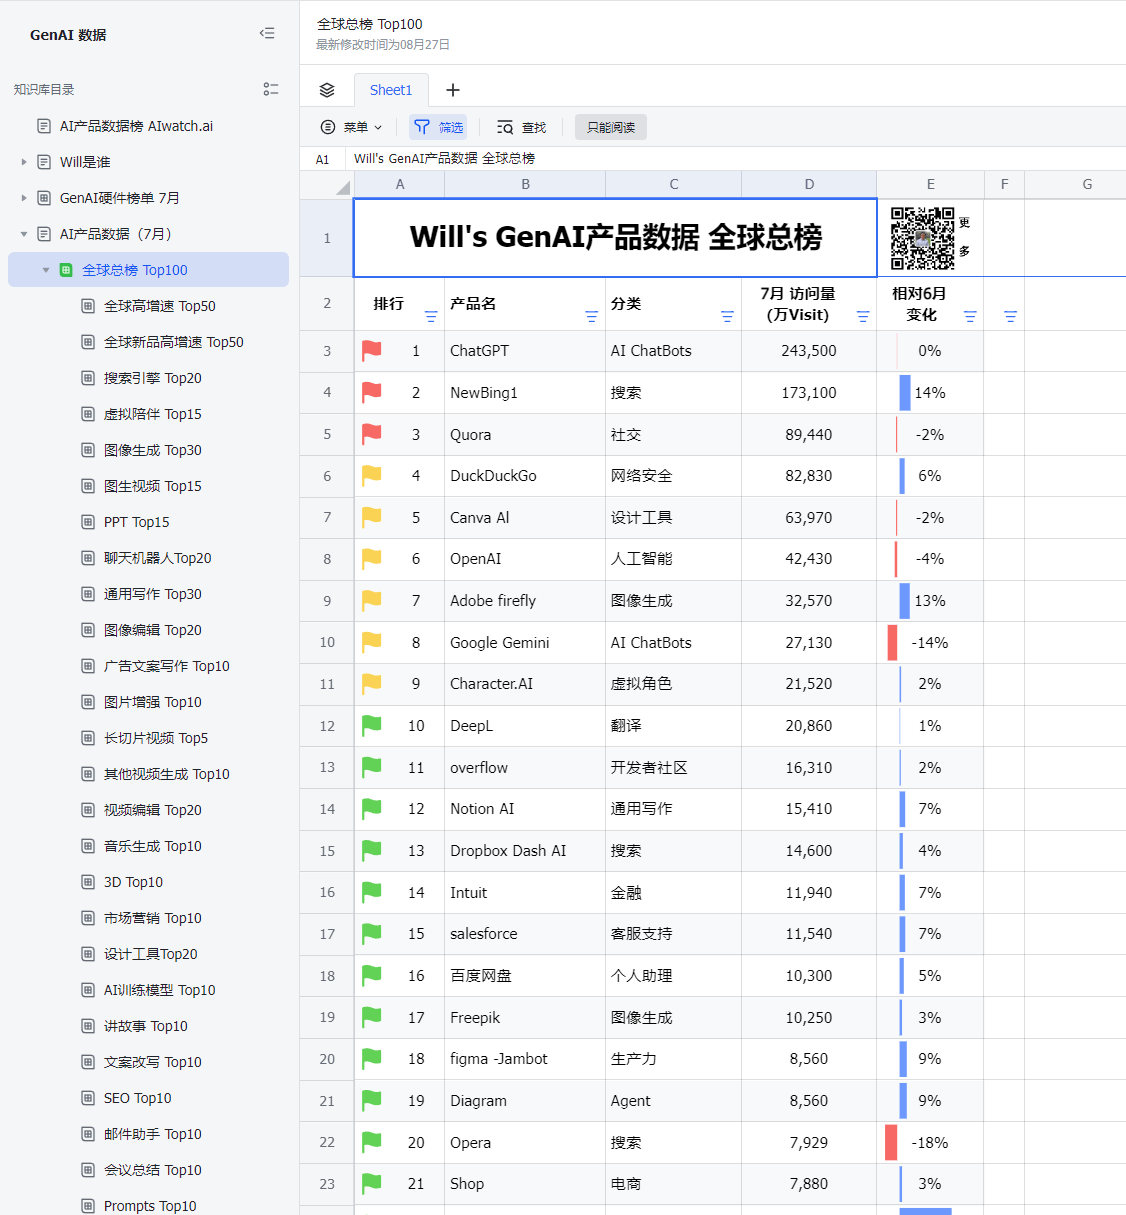 GenAI 数据
知识库目录
AI产品数据榜 AIwatch.ai
Will是谁
GenAI硬件榜单 7月
AI产品数据（7月）
全球总榜 Top100
全球高增速 Top50
全球新品高增速 Top50
搜索引擎 Top20
虚拟陪伴 Top15
图像生成 Top30
图生视频 Top15
PPT Top15
聊天机器人Top20
通用写作 Top30
图像编辑 Top20
广告文案写作 Top10
图片增强 Top10
长切片视频 Top5
其他视频生成 Top10
视频编辑 Top20
音乐生成 Top10
3D Top10
市场营销 Top10
设计工具Top20
AI训练模型 Top10
讲故事 Top10
文案改写 Top10
SEO Top10
邮件助手 Top10
会议总结 Top10
Prompts Top10
全球总榜 Top100
最新修改时间为08月27日
Sheet1
菜单 筛选 查找 只能阅读
A1 Will's GenAI产品数据 全球总榜
A B C D E F G
1 Will's GenAI产品数据 全球总榜 更
多
2 排行 产品名 分类 7月 访问量 相对6月
(万Visit) 变化
3 1 ChatGPT AI ChatBots 243,500 0%
4 2 NewBing1 搜索 173,100 14%
5 3 Quora 社交 89,440 -2%
6 4 DuckDuckGo 网络安全 82,830 6%
7 5 Canva Al 设计工具 63,970 -2%
8 6 OpenAI 人工智能 42,430 -4%
9 7 Adobe firefly 图像生成 32,570 13%
10 8 Google Gemini AI ChatBots 27,130 -14%
11 9 Character.AI 虚拟角色 21,520 2%
12 10 DeepL 翻译 20,860 1%
13 11 overflow 开发者社区 16,310 2%
14 12 Notion AI 通用写作 15,410 7%
15 13 Dropbox Dash AI 搜索 14,600 4%
16 14 Intuit 金融 11,940 7%
17 15 salesforce 客服支持 11,540 7%
18 16 百度网盘 个人助理 10,300 5%
19 17 Freepik 图像生成 10,250 3%
20 18 figma -Jambot 生产力 8,560 9%
21 19 Diagram Agent 8,560 9%
22 20 Opera 搜索 7,929 -18%
23 21 Shop 电商 7,880 3%